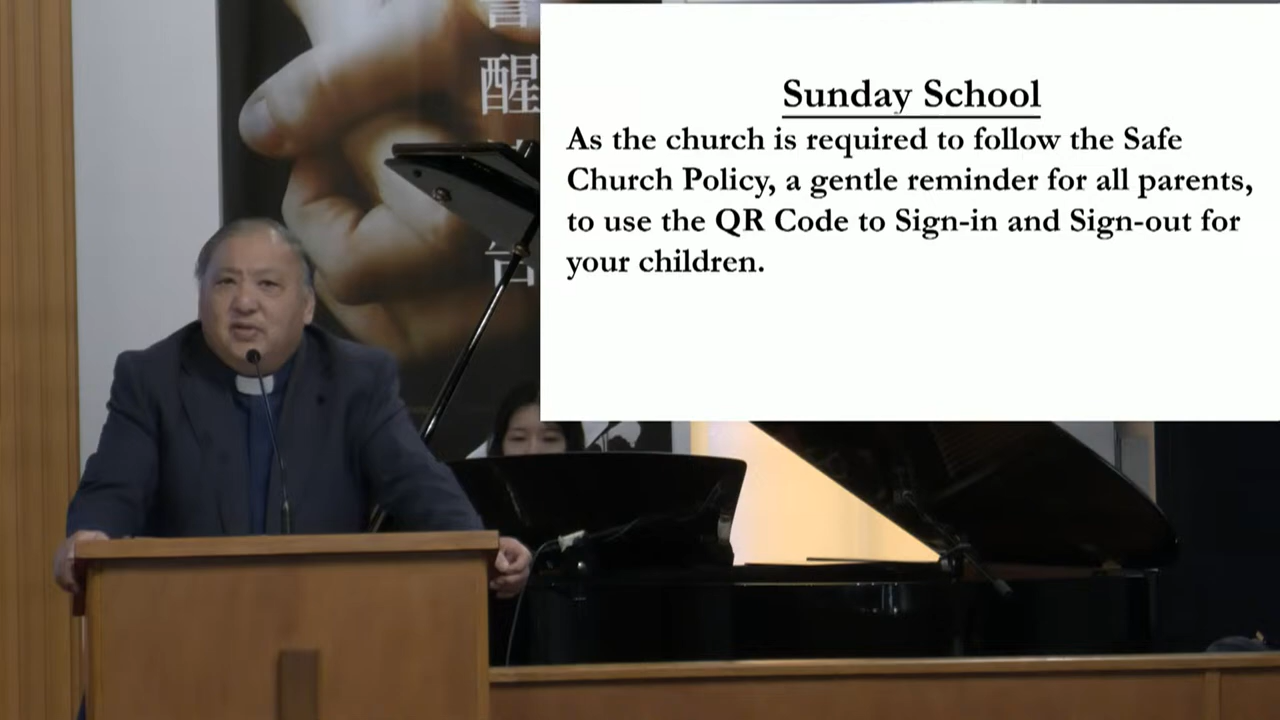 醒
Sunday School
As the church is required to follow the Safe
Church Policy, a gentle reminder for all parents,
to use the QR Code to Sign-in and Sign-out for
your children.